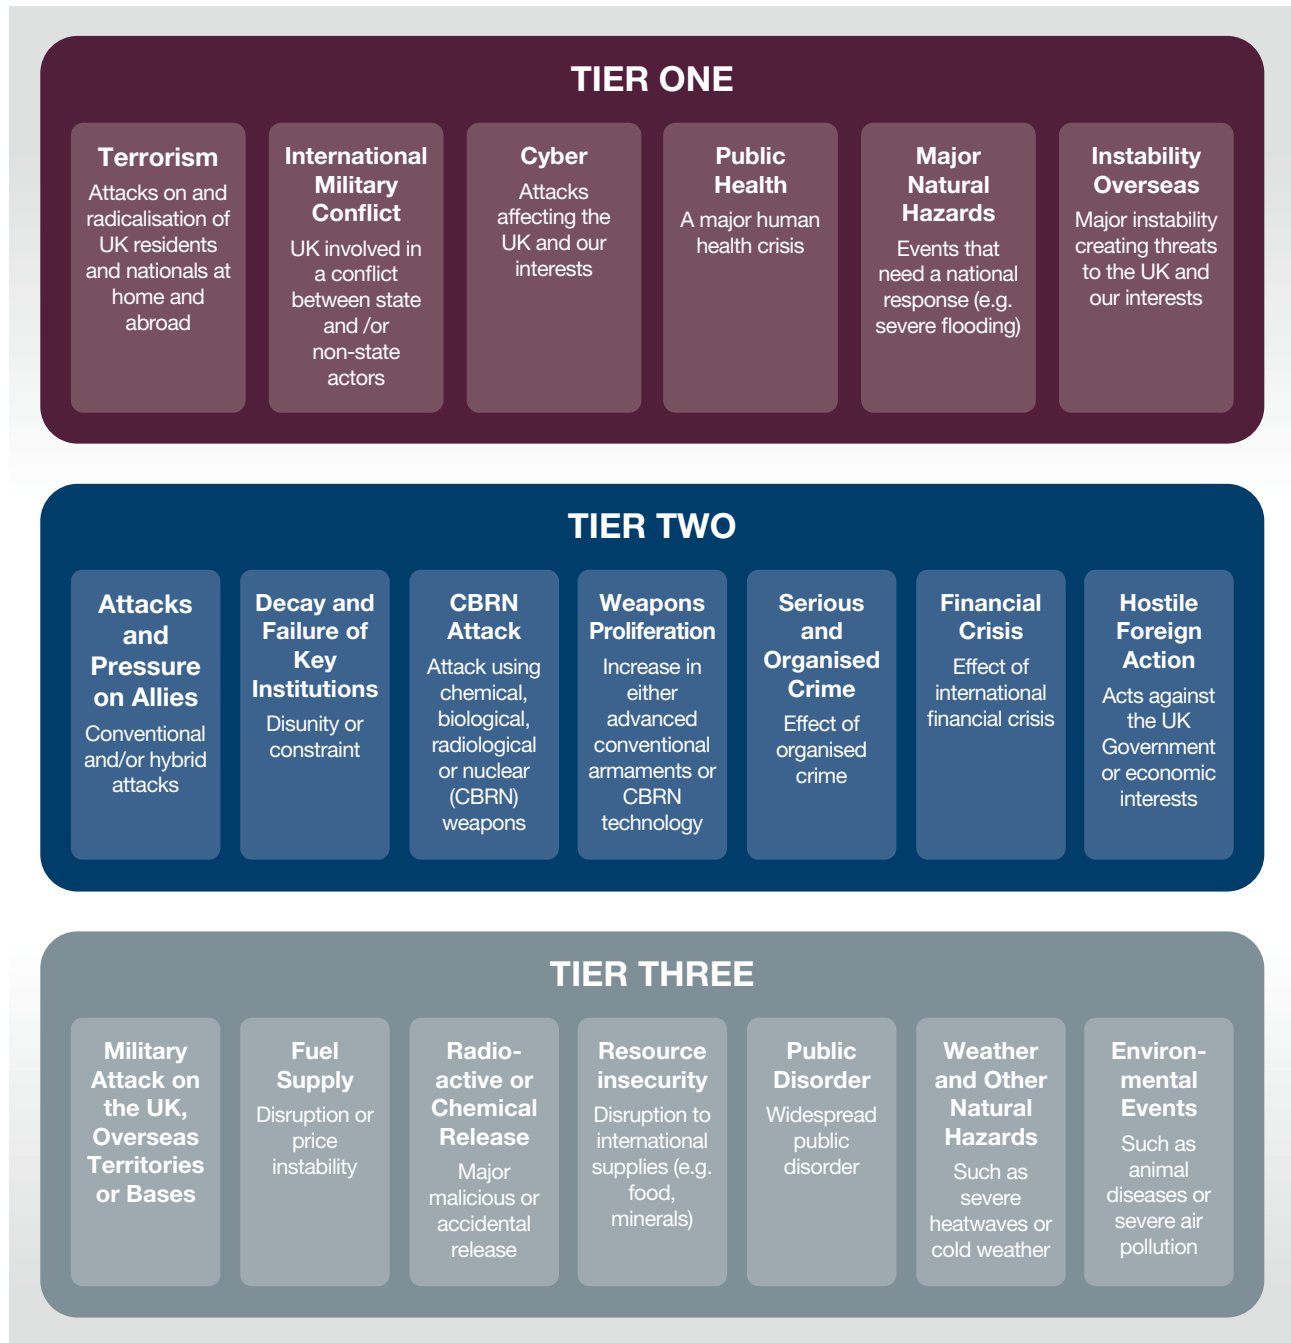 TIER ONE
Terrorism
Attacks on and
radicalisation of
UK residents
and nationals at
home and
abroad
International
Military
Conflict
UK involved in
a conflict
between state
and /or
non-state
actors
Cyber
Attacks
affecting the
UK and our
interests
Public
Health
A major human
health crisis
Major
Natural
Hazards
Events that
need a national
response (e.g.
severe flooding)
Instability
Overseas
Major instability
creating threats
to the UK and
our interests
TIER TWO
Attacks
and
Pressure
on Allies
Conventional
and/or hybrid
attacks
Decay and
Failure of
Key
Institutions
Disunity or
constraint
CBRN
Attack
Attack using
chemical,
biological,
radiological
or nuclear
(CBRN)
weapons
Weapons
Proliferation
Increase in
either
advanced
conventional
armaments or
CBRN
technology
Serious
and
Organised
Crime
Effect of
organised
crime
Financial
Crisis
Effect of
international
financial crisis
Hostile
Foreign
Action
Acts against
the UK
Government
or economic
interests
TIER THREE
Military
Attack on
the UK,
Overseas
Territories
or Bases
Fuel
Supply
Disruption or
price
instability
Radio-
active or
Chemical
Release
Major
malicious or
accidental
release
Resource
insecurity
Disruption to
international
supplies (e.g.
food,
minerals)
Public
Disorder
Widespread
public
disorder
Weather
and Other
Natural
Hazards
Such as
severe
heatwaves or
cold weather
Environ-
mental
Events
Such as
animal
diseases or
severe air
pollution